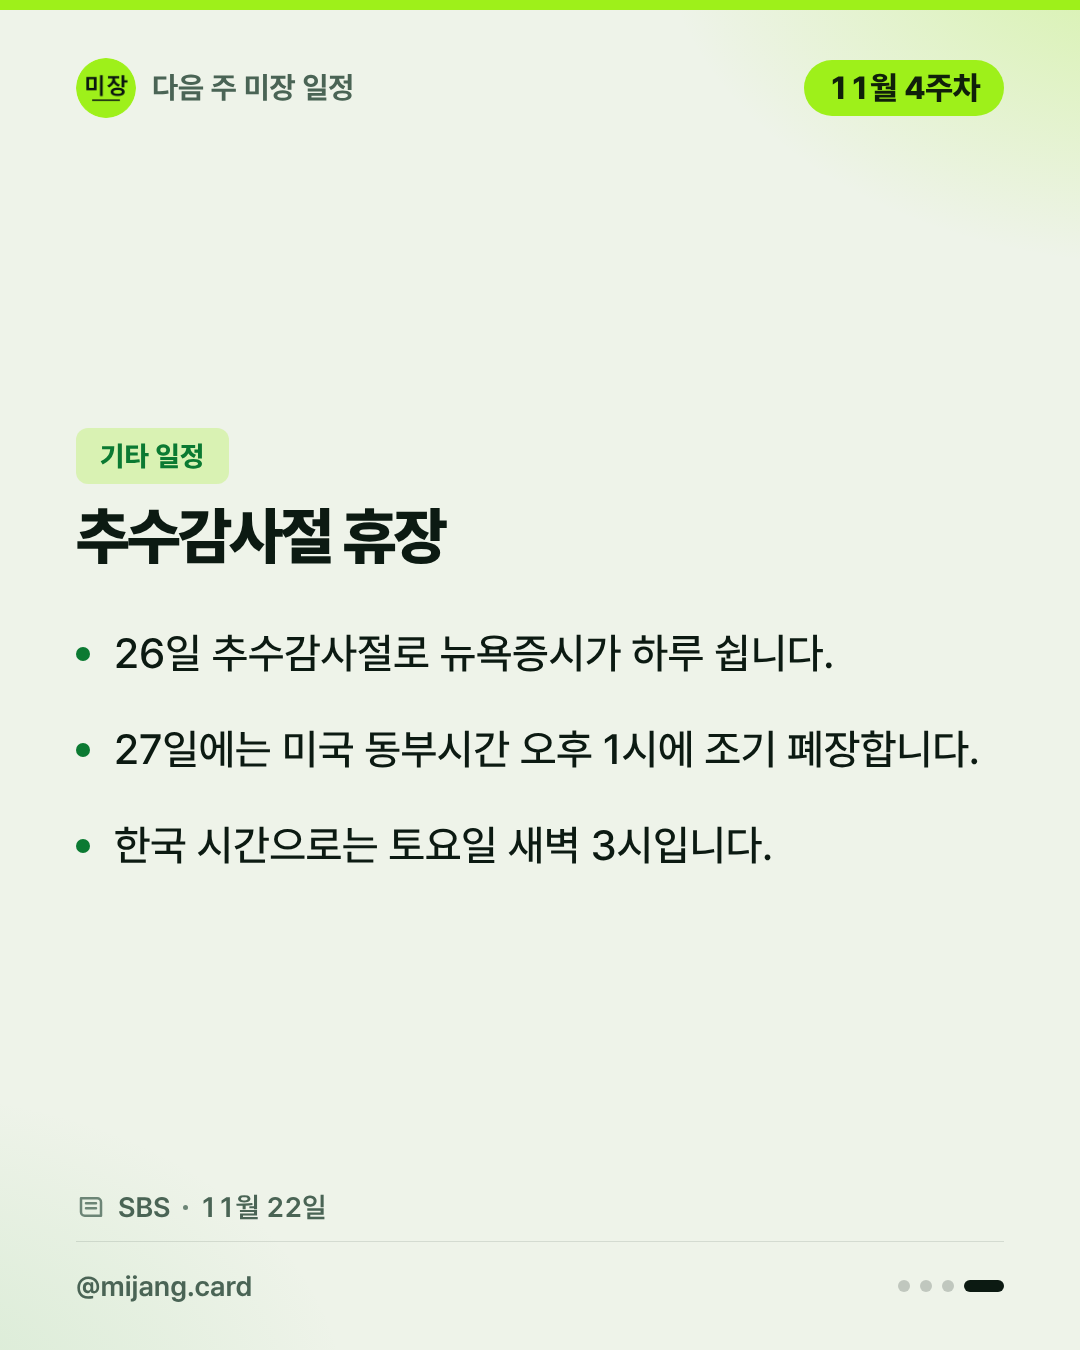 미장 다음 주 미장 일정
11월 4주차
기타 일정
추수감사절 휴장
• 26일 추수감사절로 뉴욕증시가 하루 쉽니다.
• 27일에는 미국 동부시간 오후 1시에 조기 폐장합니다.
• 한국 시간으로는 토요일 새벽 3시입니다.
SBS · 11월 22일
@mijang.card